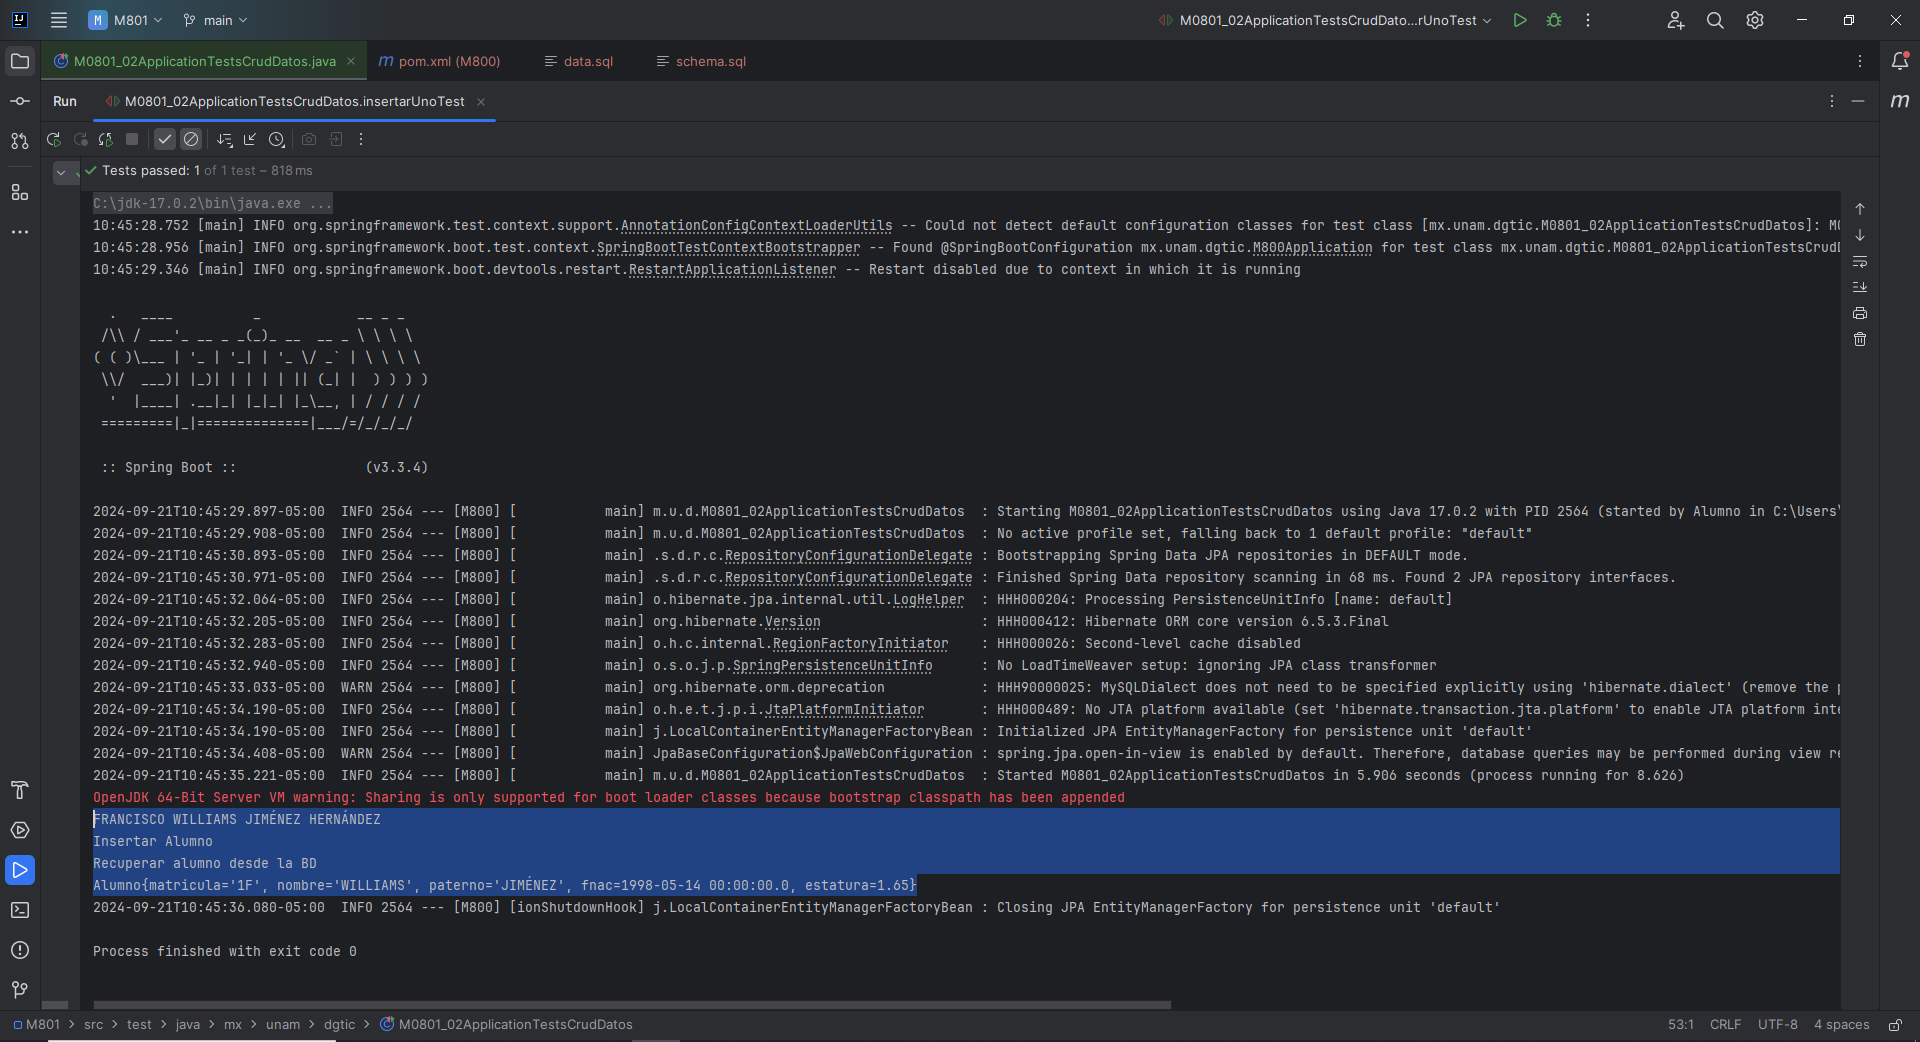 M M801 main M0801_02ApplicationTestsCrudDato...rUnoTest
M0801_02ApplicationTestsCrudDatos.java pom.xml (M800) data.sql schema.sql
Run M0801_02ApplicationTestsCrudDatos.insertarUnoTest
Tests passed: 1 of 1 test – 818 ms
C:\jdk-17.0.2\bin\java.exe ...
10:45:28.752 [main] INFO org.springframework.test.context.support.AnnotationConfigContextLoaderUtils -- Could not detect default configuration classes for test class [mx.unam.dgtic.M0801_02ApplicationTestsCrudDatos]: M0
10:45:28.956 [main] INFO org.springframework.boot.test.context.SpringBootTestContextBootstrapper -- Found @SpringBootConfiguration mx.unam.dgtic.M800Application for test class mx.unam.dgtic.M0801_02ApplicationTestsCrudD
10:45:29.346 [main] INFO org.springframework.boot.devtools.restart.RestartApplicationListener -- Restart disabled due to context in which it is running
  .   ____          _            __ _ _
 /\\ / ___'_ __ _ _(_)_ __  __ _ \ \ \ \
( ( )\___ | '_ | '_| | '_ \/ _` | \ \ \ \
 \\/  ___)| |_)| | | | | || (_| |  ) ) ) )
  '  |____| .__|_| |_|_| |_\__, | / / / /
 =========|_|==============|___/=/_/_/_/
:: Spring Boot :: (v3.3.4)
2024-09-21T10:45:29.897-05:00 INFO 2564 --- [M800] [ main] m.u.d.M0801_02ApplicationTestsCrudDatos : Starting M0801_02ApplicationTestsCrudDatos using Java 17.0.2 with PID 2564 (started by Alumno in C:\Users\
2024-09-21T10:45:29.908-05:00 INFO 2564 --- [M800] [ main] m.u.d.M0801_02ApplicationTestsCrudDatos : No active profile set, falling back to 1 default profile: "default"
2024-09-21T10:45:30.893-05:00 INFO 2564 --- [M800] [ main] .s.d.r.c.RepositoryConfigurationDelegate : Bootstrapping Spring Data JPA repositories in DEFAULT mode.
2024-09-21T10:45:30.971-05:00 INFO 2564 --- [M800] [ main] .s.d.r.c.RepositoryConfigurationDelegate : Finished Spring Data repository scanning in 68 ms. Found 2 JPA repository interfaces.
2024-09-21T10:45:32.064-05:00 INFO 2564 --- [M800] [ main] o.hibernate.jpa.internal.util.LogHelper : HHH000204: Processing PersistenceUnitInfo [name: default]
2024-09-21T10:45:32.205-05:00 INFO 2564 --- [M800] [ main] org.hibernate.Version : HHH000412: Hibernate ORM core version 6.5.3.Final
2024-09-21T10:45:32.283-05:00 INFO 2564 --- [M800] [ main] o.h.c.internal.RegionFactoryInitiator : HHH000026: Second-level cache disabled
2024-09-21T10:45:32.940-05:00 INFO 2564 --- [M800] [ main] o.s.o.j.p.SpringPersistenceUnitInfo : No LoadTimeWeaver setup: ignoring JPA class transformer
2024-09-21T10:45:33.033-05:00 WARN 2564 --- [M800] [ main] org.hibernate.orm.deprecation : HHH90000025: MySQLDialect does not need to be specified explicitly using 'hibernate.dialect' (remove the p
2024-09-21T10:45:34.190-05:00 INFO 2564 --- [M800] [ main] o.h.e.t.j.p.i.JtaPlatformInitiator : HHH000489: No JTA platform available (set 'hibernate.transaction.jta.platform' to enable JTA platform inte
2024-09-21T10:45:34.190-05:00 INFO 2564 --- [M800] [ main] j.LocalContainerEntityManagerFactoryBean : Initialized JPA EntityManagerFactory for persistence unit 'default'
2024-09-21T10:45:34.408-05:00 WARN 2564 --- [M800] [ main] JpaBaseConfiguration$JpaWebConfiguration : spring.jpa.open-in-view is enabled by default. Therefore, database queries may be performed during view re
2024-09-21T10:45:35.221-05:00 INFO 2564 --- [M800] [ main] m.u.d.M0801_02ApplicationTestsCrudDatos : Started M0801_02ApplicationTestsCrudDatos in 5.906 seconds (process running for 8.626)
OpenJDK 64-Bit Server VM warning: Sharing is only supported for boot loader classes because bootstrap classpath has been appended
FRANCISCO WILLIAMS JIMÉNEZ HERNÁNDEZ
Insertar Alumno
Recuperar alumno desde la BD
Alumno{matricula='1F', nombre='WILLIAMS', paterno='JIMÉNEZ', fnac=1998-05-14 00:00:00.0, estatura=1.65}
2024-09-21T10:45:36.080-05:00 INFO 2564 --- [M800] [ionShutdownHook] j.LocalContainerEntityManagerFactoryBean : Closing JPA EntityManagerFactory for persistence unit 'default'
Process finished with exit code 0
M801 > src > test > java > mx > unam > dgtic > M0801_02ApplicationTestsCrudDatos 53:1 CRLF UTF-8 4 spaces